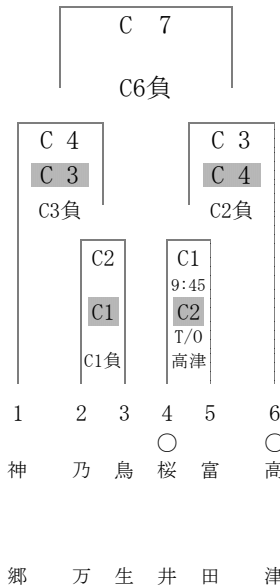 C 7
C6負
C 4 C 3
C 3 C 4
C3負 C2負
C2 C1
9:45
C1 C2
T/O
C1負 高津
1 2 3 4 5 6
○ ○
神 乃 鳥 桜 富 高
郷 万 生 井 田 津